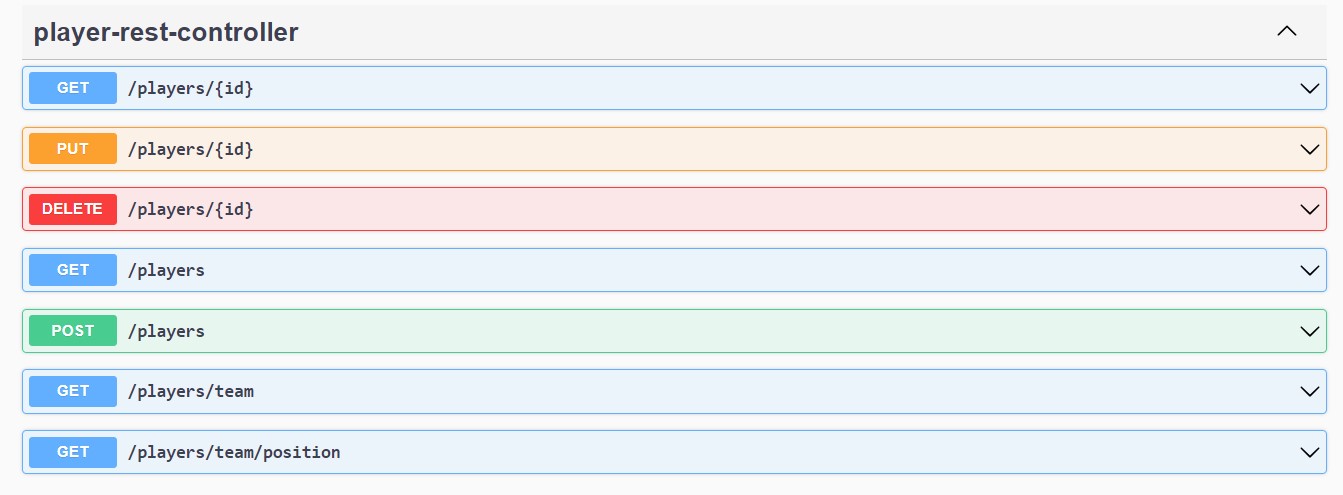 player-rest-controller
GET /players/{id}
PUT /players/{id}
DELETE /players/{id}
GET /players
POST /players
GET /players/team
GET /players/team/position